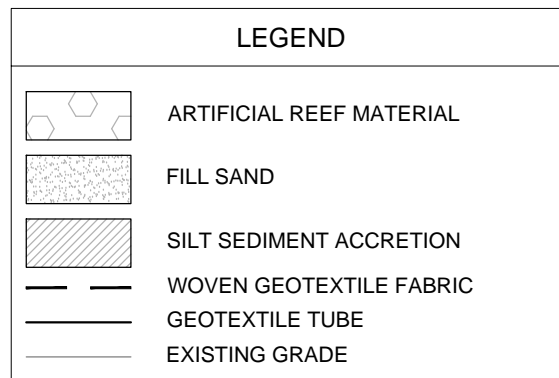 LEGEND
ARTIFICIAL REEF MATERIAL
FILL SAND
SILT SEDIMENT ACCRETION
WOVEN GEOTEXTILE FABRIC
GEOTEXTILE TUBE
EXISTING GRADE